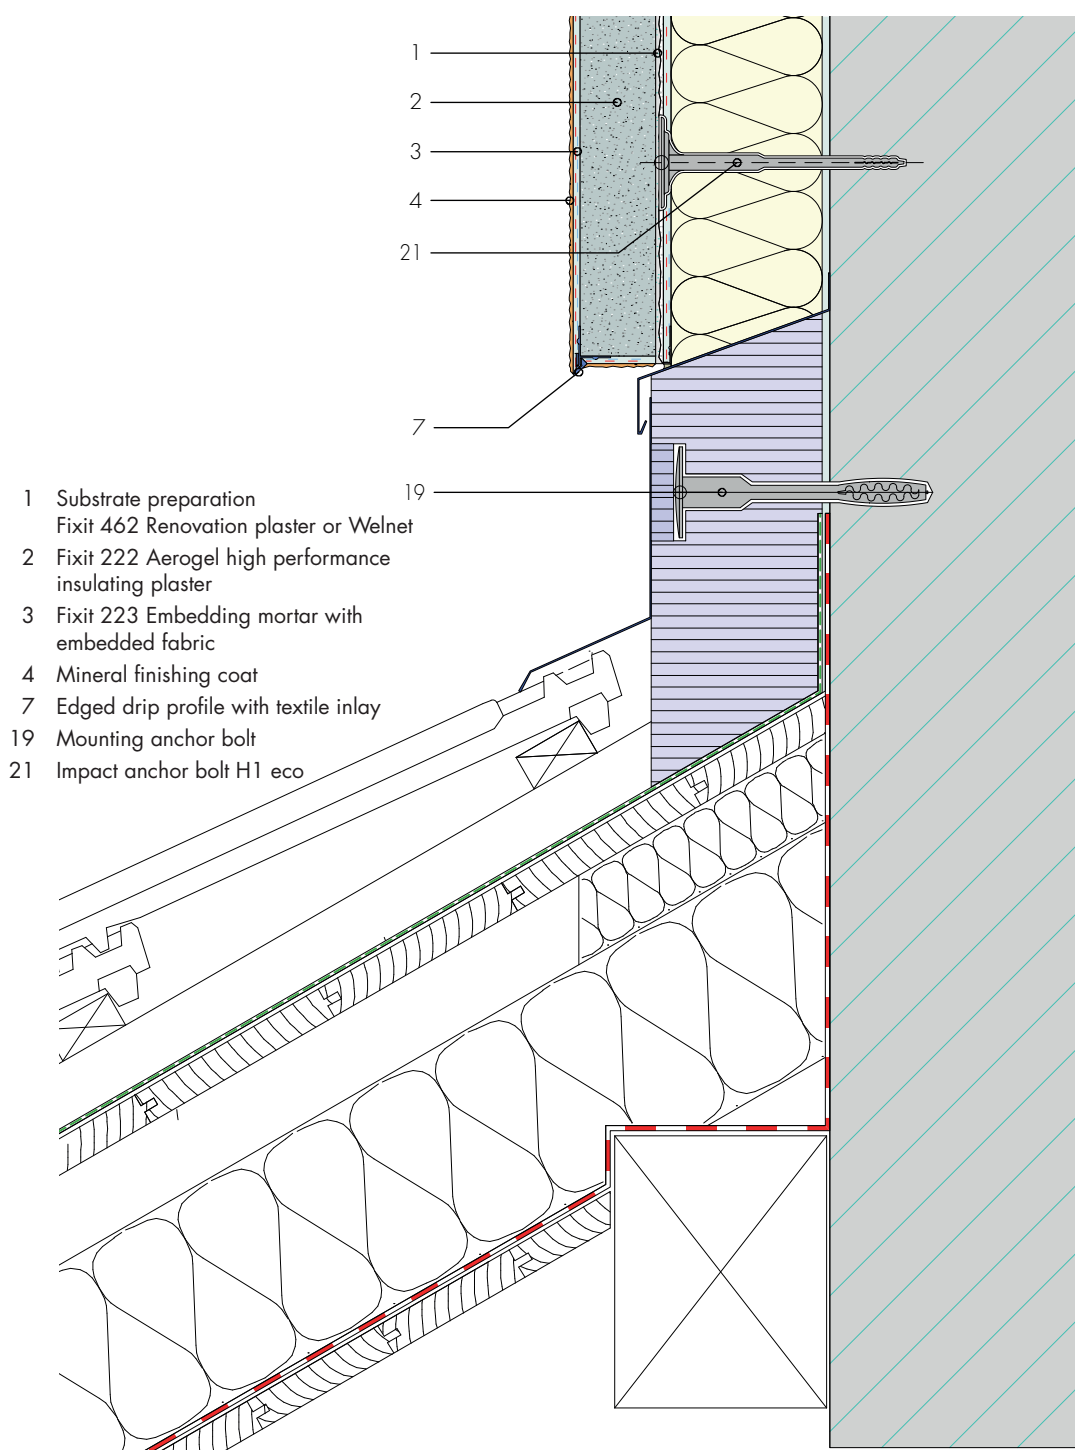 1
2
3
4
21
7
19
1 Substrate preparation
Fixit 462 Renovation plaster or Welnet
2 Fixit 222 Aerogel high performance
insulating plaster
3 Fixit 223 Embedding mortar with
embedded fabric
4 Mineral finishing coat
7 Edged drip profile with textile inlay
19 Mounting anchor bolt
21 Impact anchor bolt H1 eco